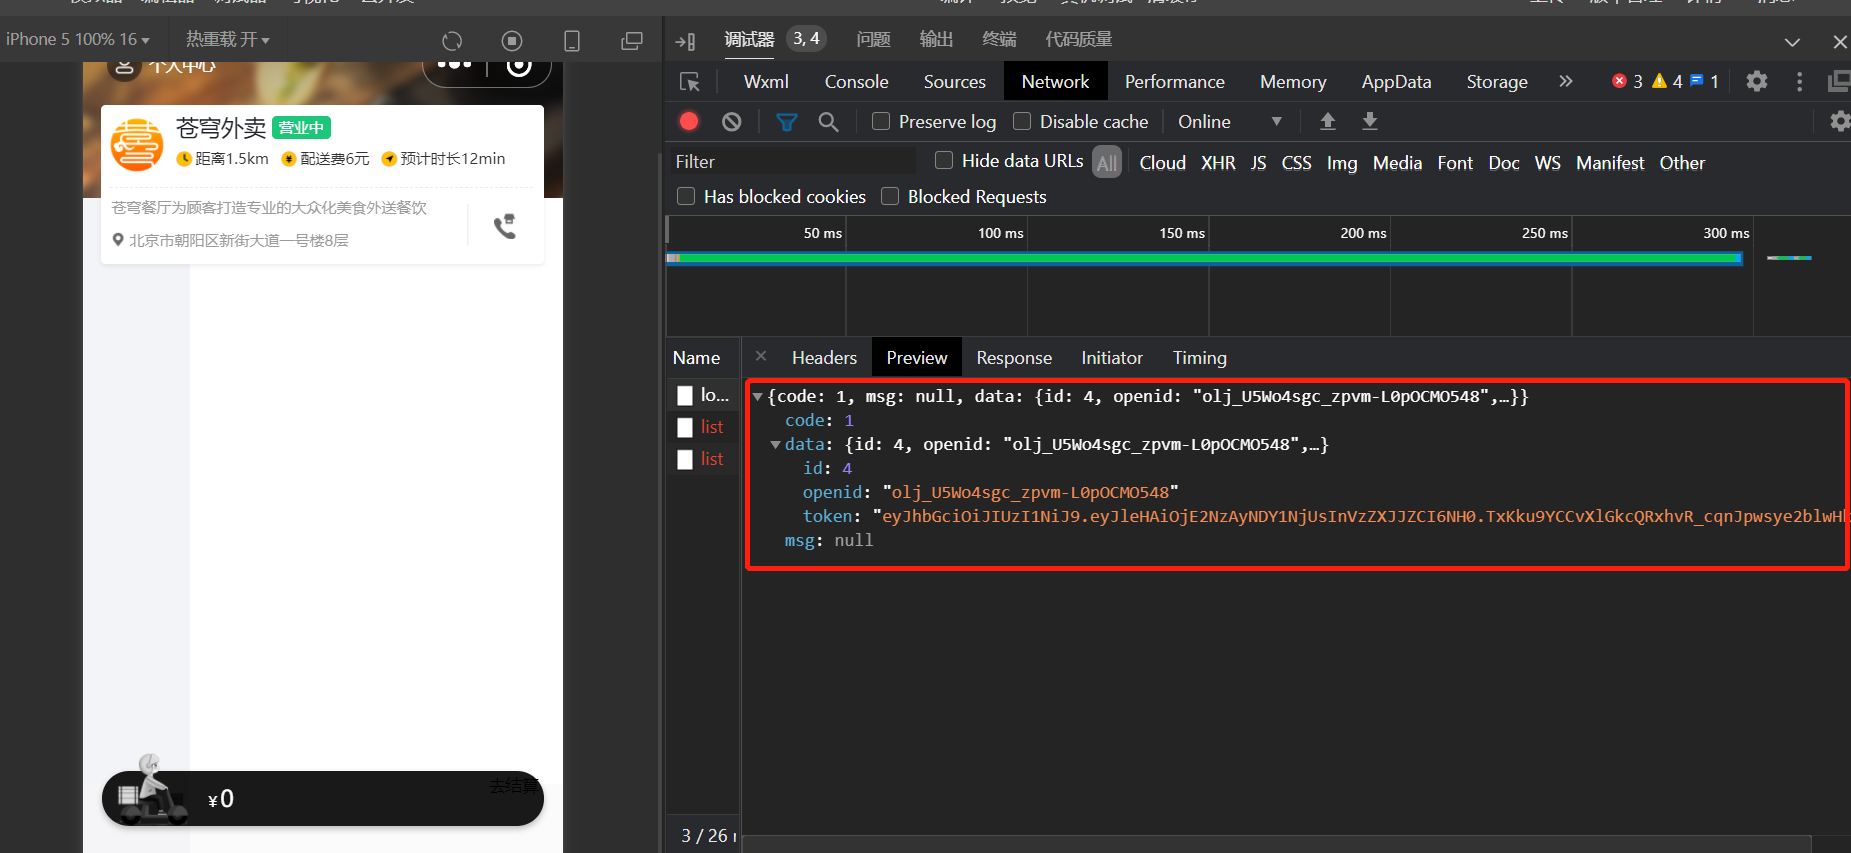 iPhone 5 100% 16 热重载 开
调试器 3, 4 问题 输出 终端 代码质量
Wxml Console Sources Network Performance Memory AppData Storage 3 4 1
Preserve log Disable cache Online
Filter Hide data URLs All Cloud XHR JS CSS Img Media Font Doc WS Manifest Other
Has blocked cookies Blocked Requests
50 ms 100 ms 150 ms 200 ms 250 ms 300 ms
Name Headers Preview Response Initiator Timing
lo...
list
list
3 / 26
{code: 1, msg: null, data: {id: 4, openid: "olj_U5Wo4sgc_zpvm-L0pOCMO548",…}}
code: 1
data: {id: 4, openid: "olj_U5Wo4sgc_zpvm-L0pOCMO548",…}
id: 4
openid: "olj_U5Wo4sgc_zpvm-L0pOCMO548"
token: "eyJhbGciOiJIUzI1NiJ9.eyJleHAiOjE2NzAyNDY1NjUsInVzZXJJZCI6NH0.TxKku9YCCvXlGkcQRxhvR_cqnJpwsye2blwH
msg: null
个人中心
苍穹外卖 营业中
距离1.5km 配送费6元 预计时长12min
苍穹餐厅为顾客打造专业的大众化美食外送餐饮
北京市朝阳区新街大道一号楼8层
¥0 去结算